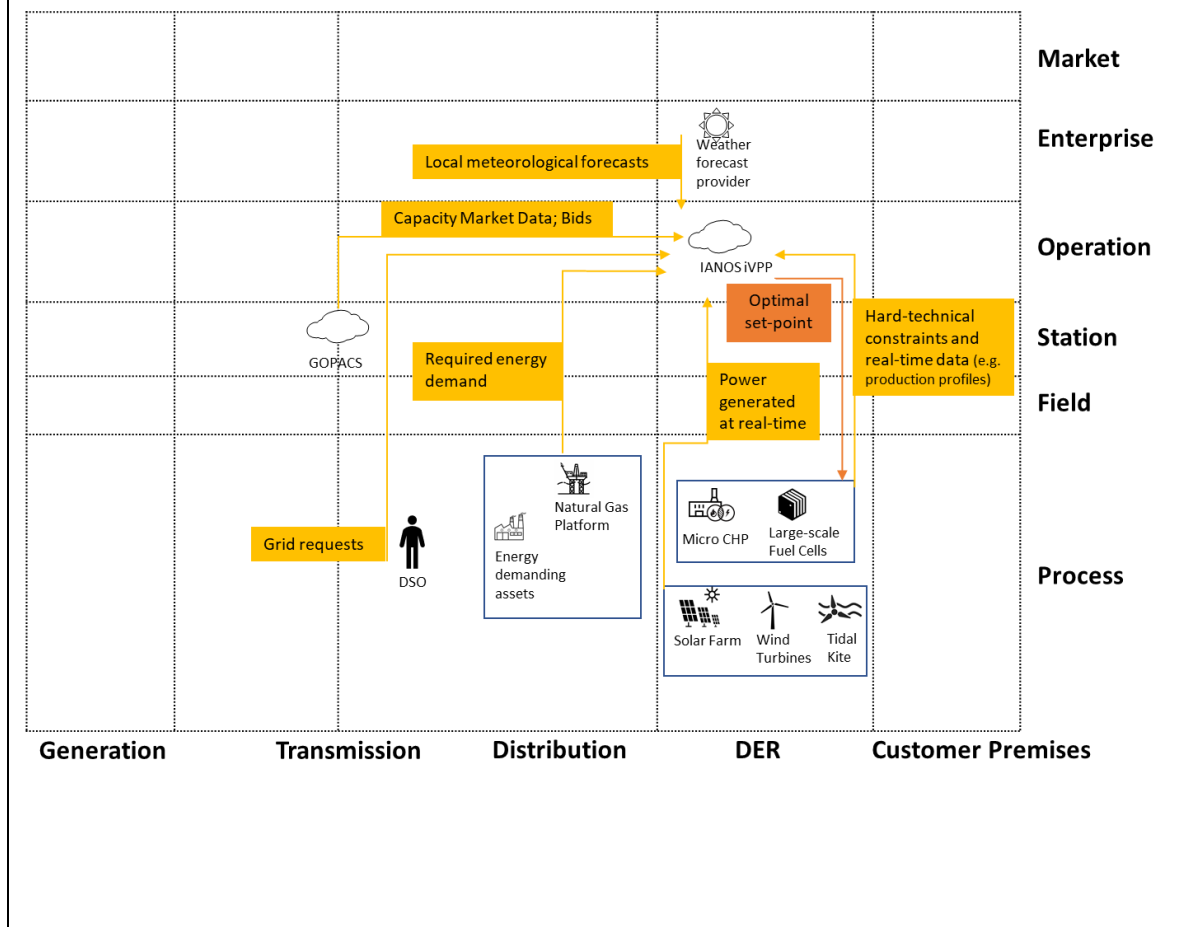 Market
Enterprise
Weather
forecast
provider
Local meteorological forecasts
Capacity Market Data; Bids
Operation
IANOS iVPP
Optimal
set-point
Hard-technical
constraints and
real-time data (e.g.
production profiles)
Station
GOPACS
Required energy
demand
Power
generated
at real-time
Field
Natural Gas
Platform
Energy
demanding
assets
Grid requests
DSO
Micro CHP
Large-scale
Fuel Cells
Process
Solar Farm
Wind
Turbines
Tidal
Kite
Generation
Transmission
Distribution
DER
Customer Premises